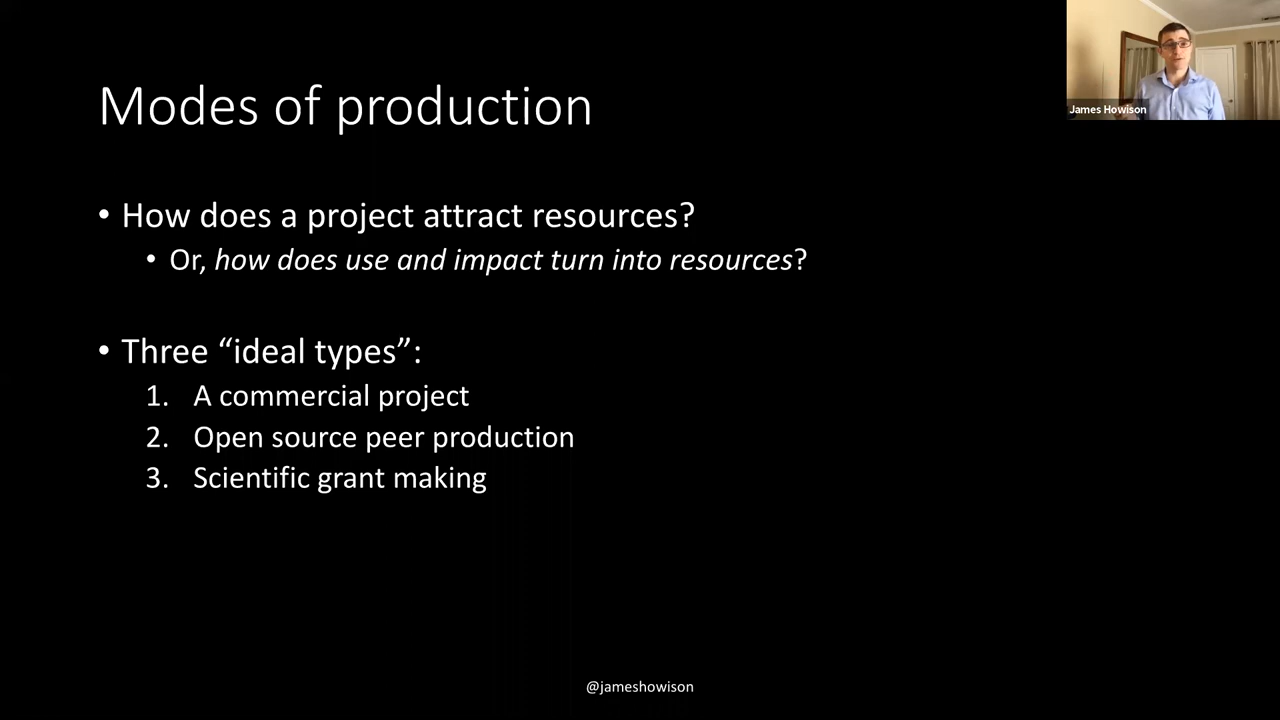 Modes of production
James Howison
• How does a project attract resources?
• Or, how does use and impact turn into resources?
• Three “ideal types”:
1. A commercial project
2. Open source peer production
3. Scientific grant making
@jameshowison